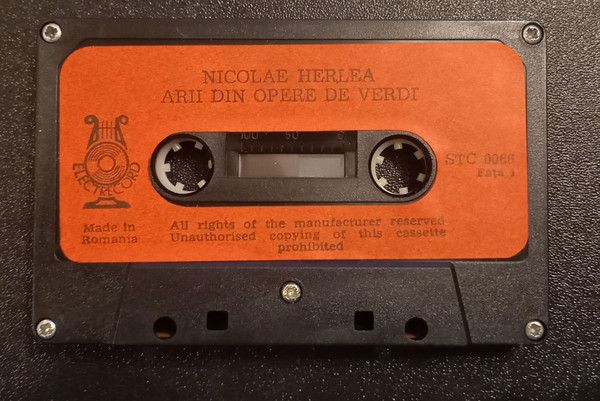 NICOLAE HERLEA
ARII DIN OPERE DE VERDI
100 50 0
ELECTRECORD
STC 0066
Fața 1
Made in
Romania
All rights of the manufacturer reserved
Unauthorised copying of this cassette
prohibited